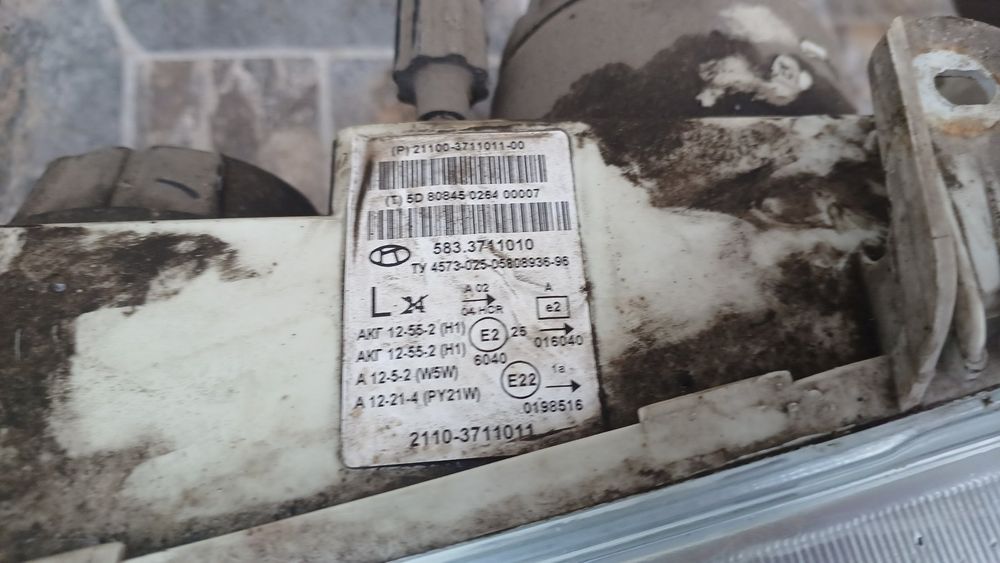 (P) 21100-3711011-00
(T) 5D 80845 0264 00007
583.3711010
ТУ 4573-025-05808936-96
L 24
A 02
04 HCR
A
e2
АКГ 12-55-2 (H1)
E2
25
016040
АКГ 12-55-2 (H1)
6040
А 12-5-2 (W5W)
E22
1a
А 12-21-4 (PY21W)
0198516
2110-3711011